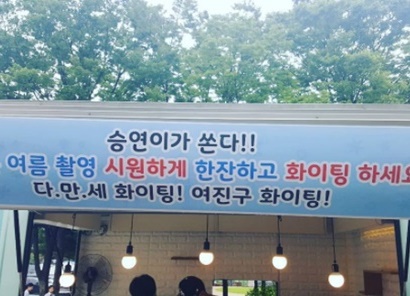 승연이가 쏜다!!
여름 촬영 시원하게 한잔하고 화이팅 하세요
다.만.세 화이팅! 여진구 화이팅!